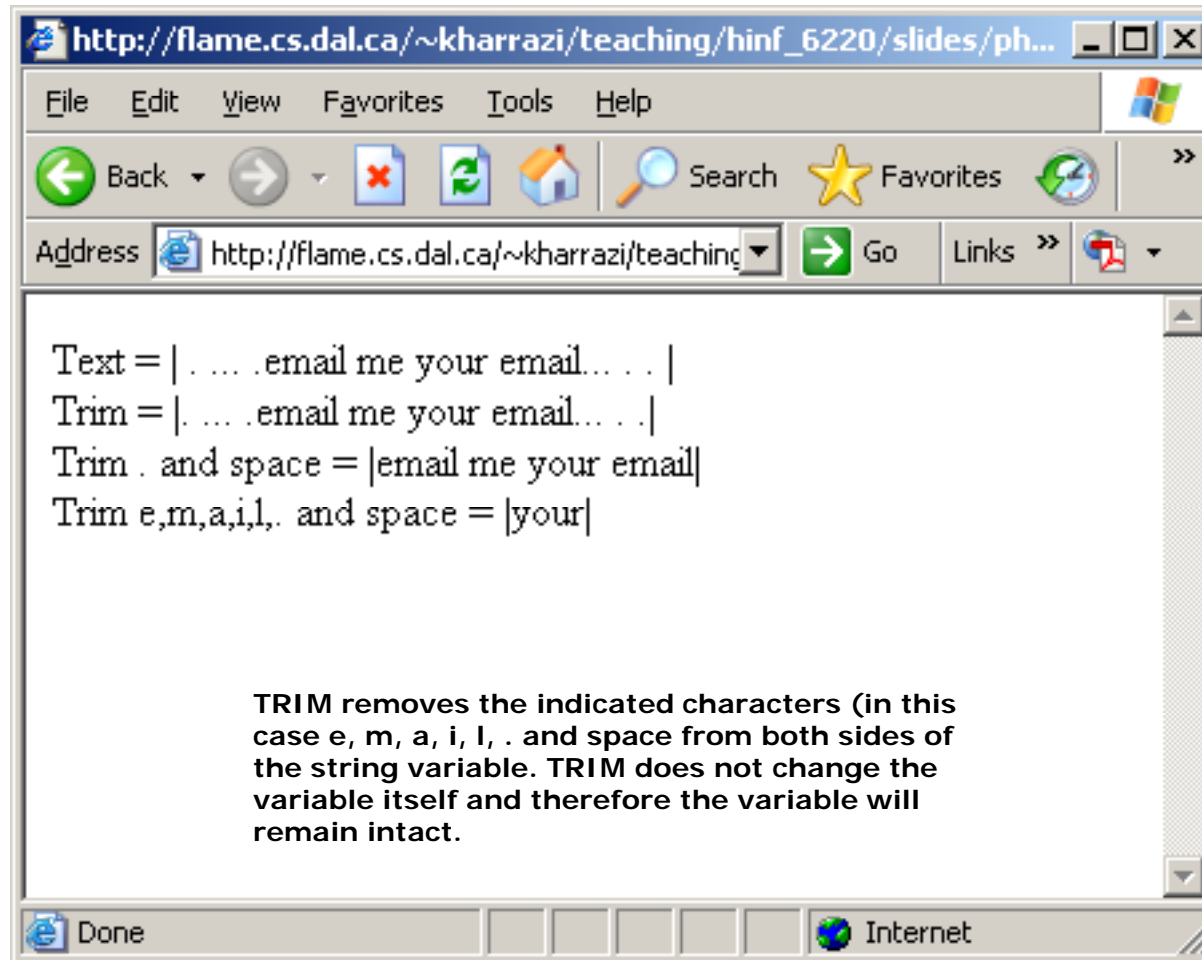 http://flame.cs.dal.ca/~kharrazi/teaching/hinf_6220/slides/ph...
File Edit View Favorites Tools Help
Back Search Favorites »
Address http://flame.cs.dal.ca/~kharrazi/teaching Go Links »
Text = | . ... .email me your email... . . |
Trim = |. ... .email me your email... . .|
Trim . and space = |email me your email|
Trim e,m,a,i,l,. and space = |your|
TRIM removes the indicated characters (in this
case e, m, a, i, l, . and space from both sides of
the string variable. TRIM does not change the
variable itself and therefore the variable will
remain intact.
Done Internet